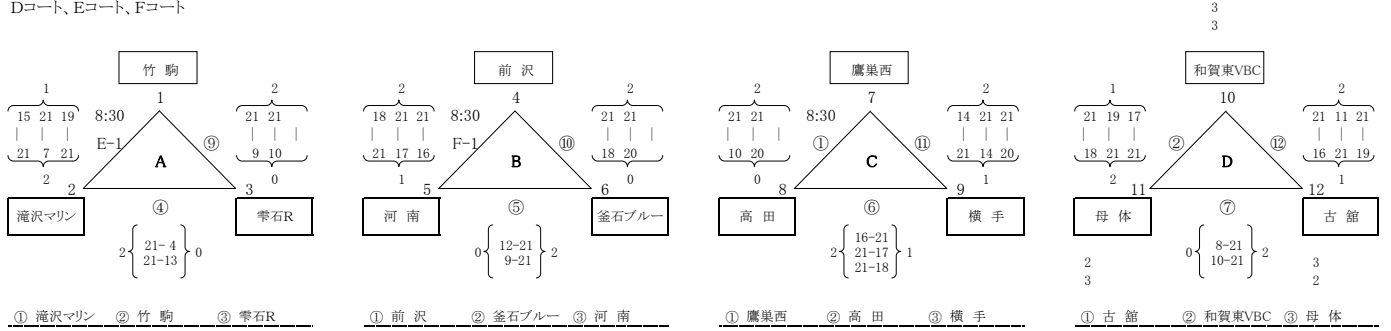 Dコート、Eコート、Fコート
3
3
竹 駒 前 沢 鷹巣西 和賀東VBC
1 2 2 2 2 2 1 2
1 4 7 10
15 21 19 8:30 21 21 18 21 21 8:30 21 21 21 21 8:30 14 21 21 21 19 17 21 11 21
| | | E-1 ⑨ | | | | | | F-1 ⑩ | | | | | | ① ⑪ | | | | | | ② ⑫ | | |
21 7 21 A 9 10 21 17 16 B 18 20 10 20 C 21 14 20 18 21 21 D 16 21 19
2 0 1 0 0 1 2 1
2 3 5 6 8 9 11 12
滝沢マリン ④ 雫石R 河 南 ⑤ 釜石ブルー 高 田 ⑥ 横 手 母 体 ⑦ 古 舘
21- 4 12-21 16-21 8-21
2 21-13 0 0 9-21 2 2 21-17 1 0 10-21 2
21-18
2 3
3 2
① 滝沢マリン ② 竹 駒 ③ 雫石R ① 前 沢 ② 釜石ブルー ③ 河 南 ① 鷹巣西 ② 高 田 ③ 横 手 ① 古 舘 ② 和賀東VBC ③ 母 体